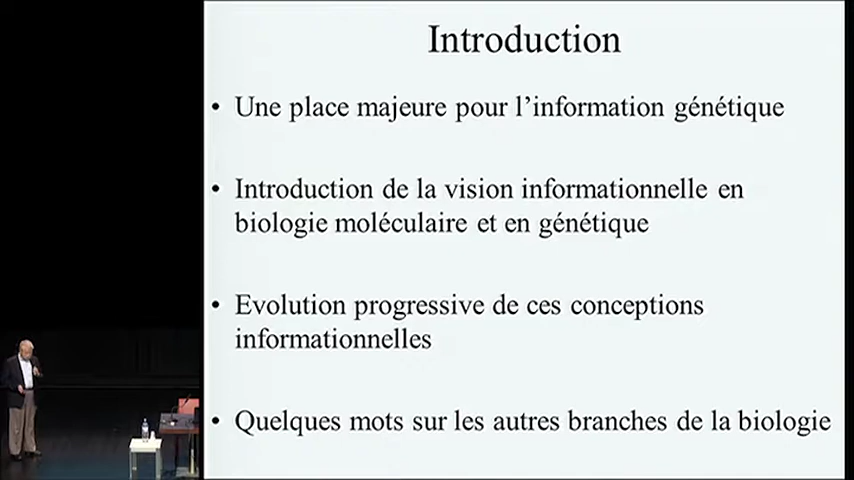 Introduction
• Une place majeure pour l’information génétique
• Introduction de la vision informationnelle en
biologie moléculaire et en génétique
• Evolution progressive de ces conceptions
informationnelles
• Quelques mots sur les autres branches de la biologie